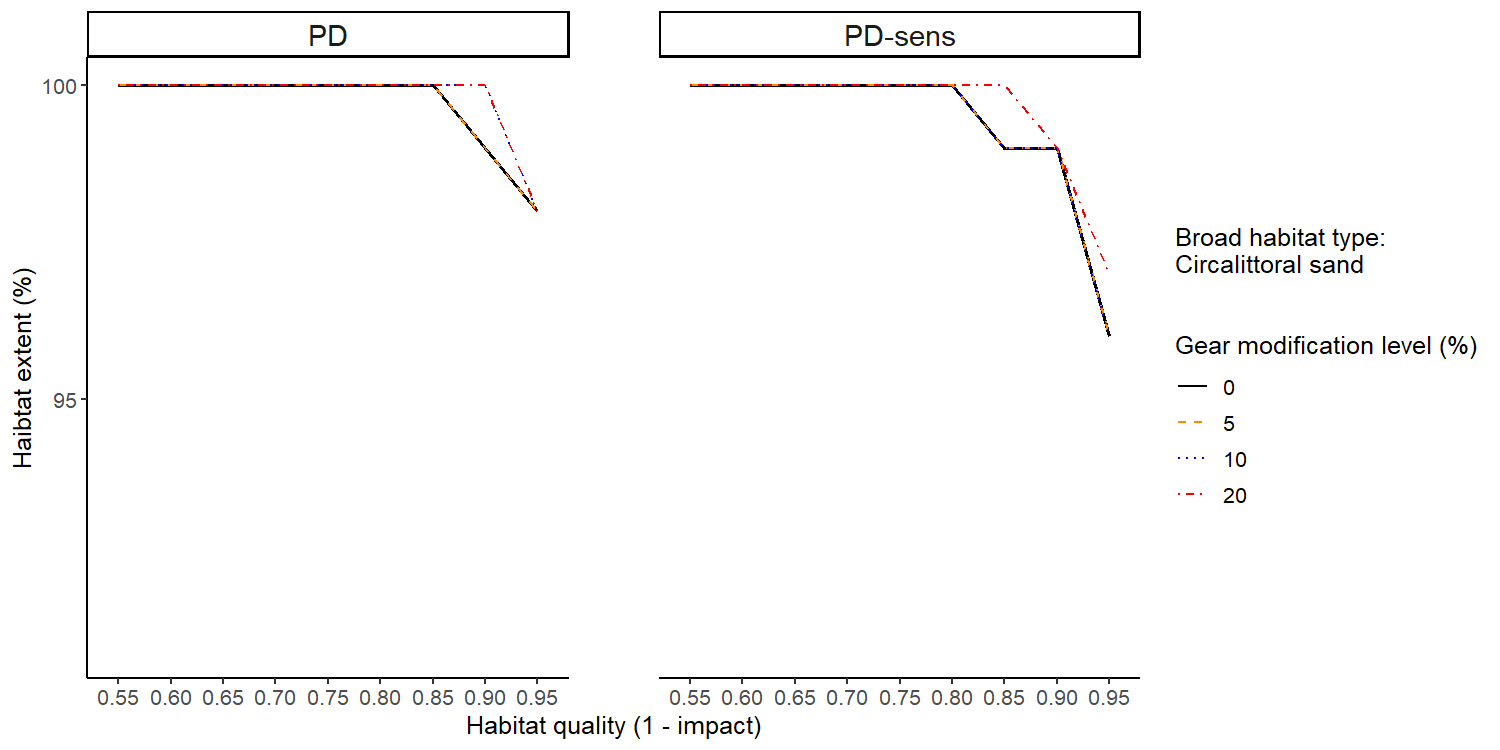 PD
PD-sens
100
95
Haibtat extent (%)
0.55 0.60 0.65 0.70 0.75 0.80 0.85 0.90 0.95
0.55 0.60 0.65 0.70 0.75 0.80 0.85 0.90 0.95
Habitat quality (1 - impact)
Broad habitat type:
Circalittoral sand
Gear modification level (%)
0
5
10
20